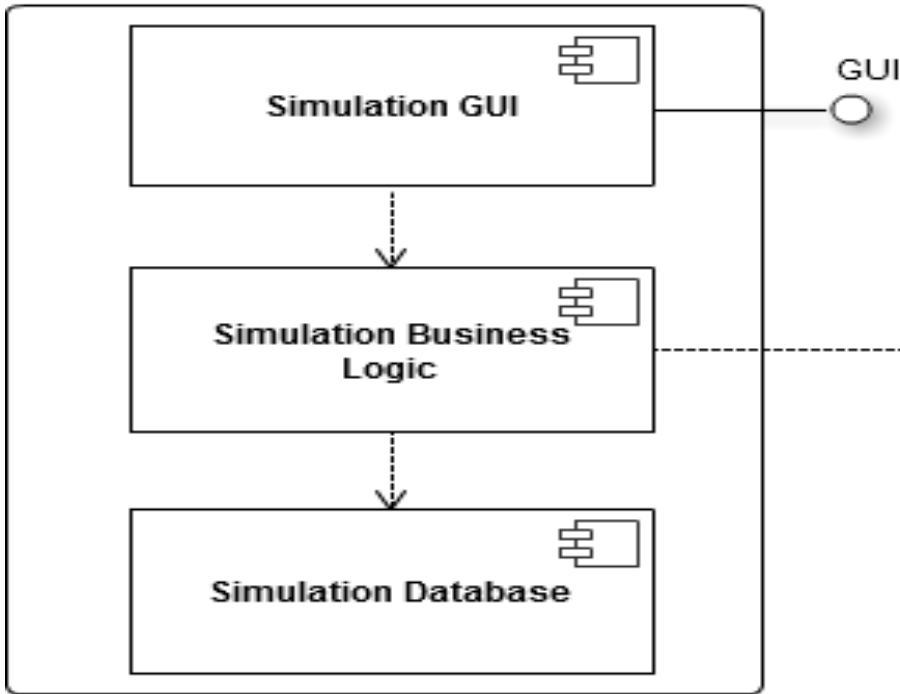 GUI
Simulation GUI
Simulation Business
Logic
Simulation Database